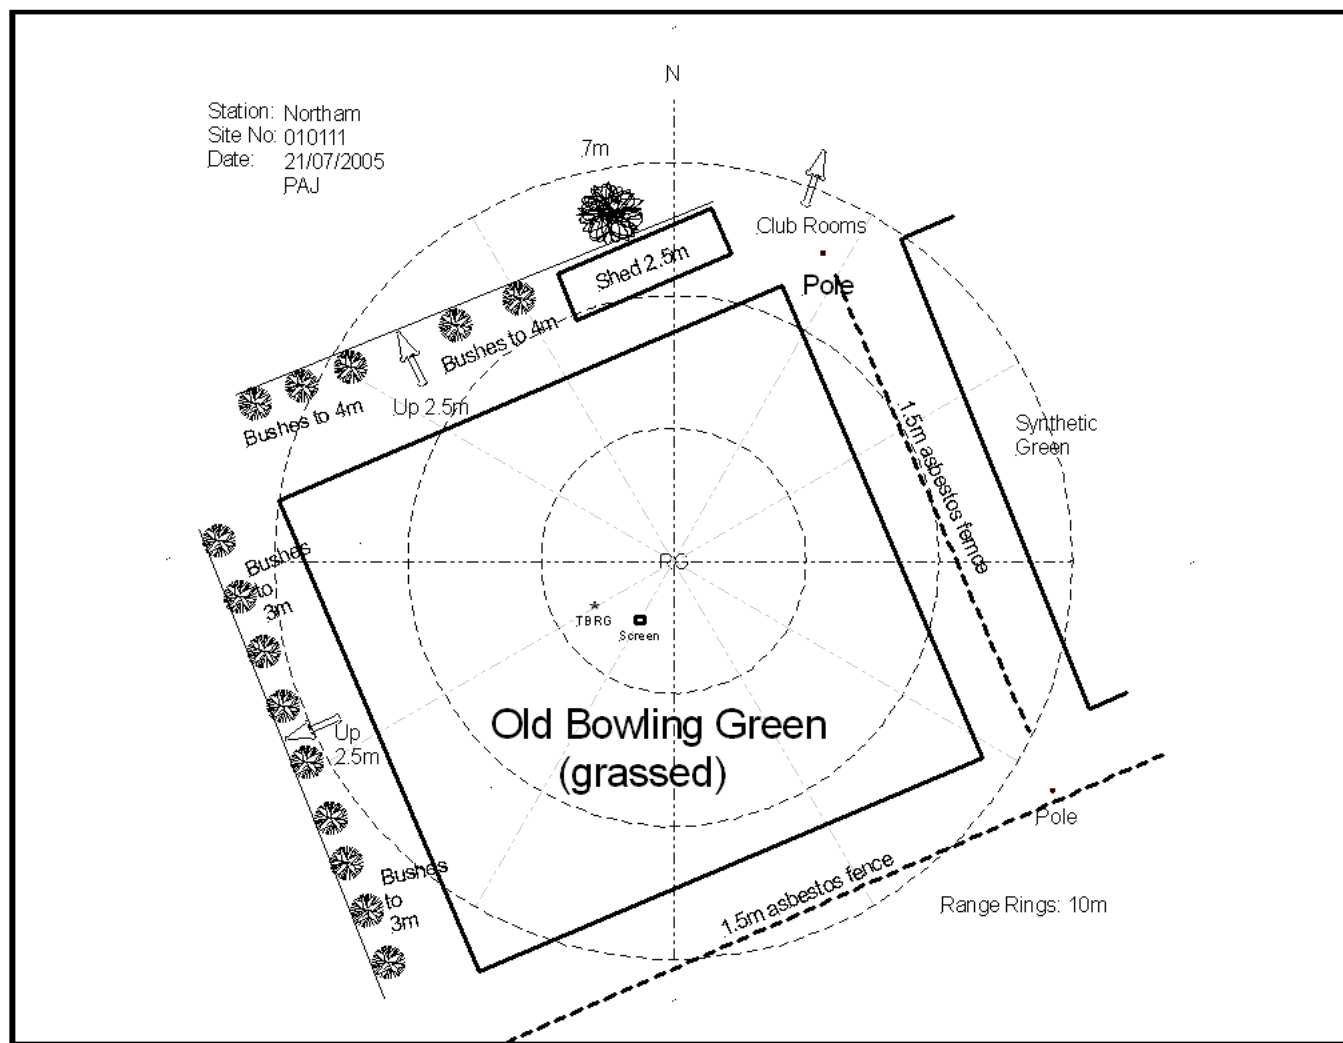 N
Station: Northam
Site No: 010111
Date: 21/07/2005
PAJ
7m
Club Rooms
Shed 2.5m
Pole
Bushes to 4m
Bushes to 4m
Up 2.5m
1.5m asbestos fernce
Synthetic
Green
Bushes
to
3m
RG
TBRG
Screen
Old Bowling Green
(grassed)
Up
2.5m
Pole
Bushes
to
3m
1.5m asbestos fence
Range Rings: 10m